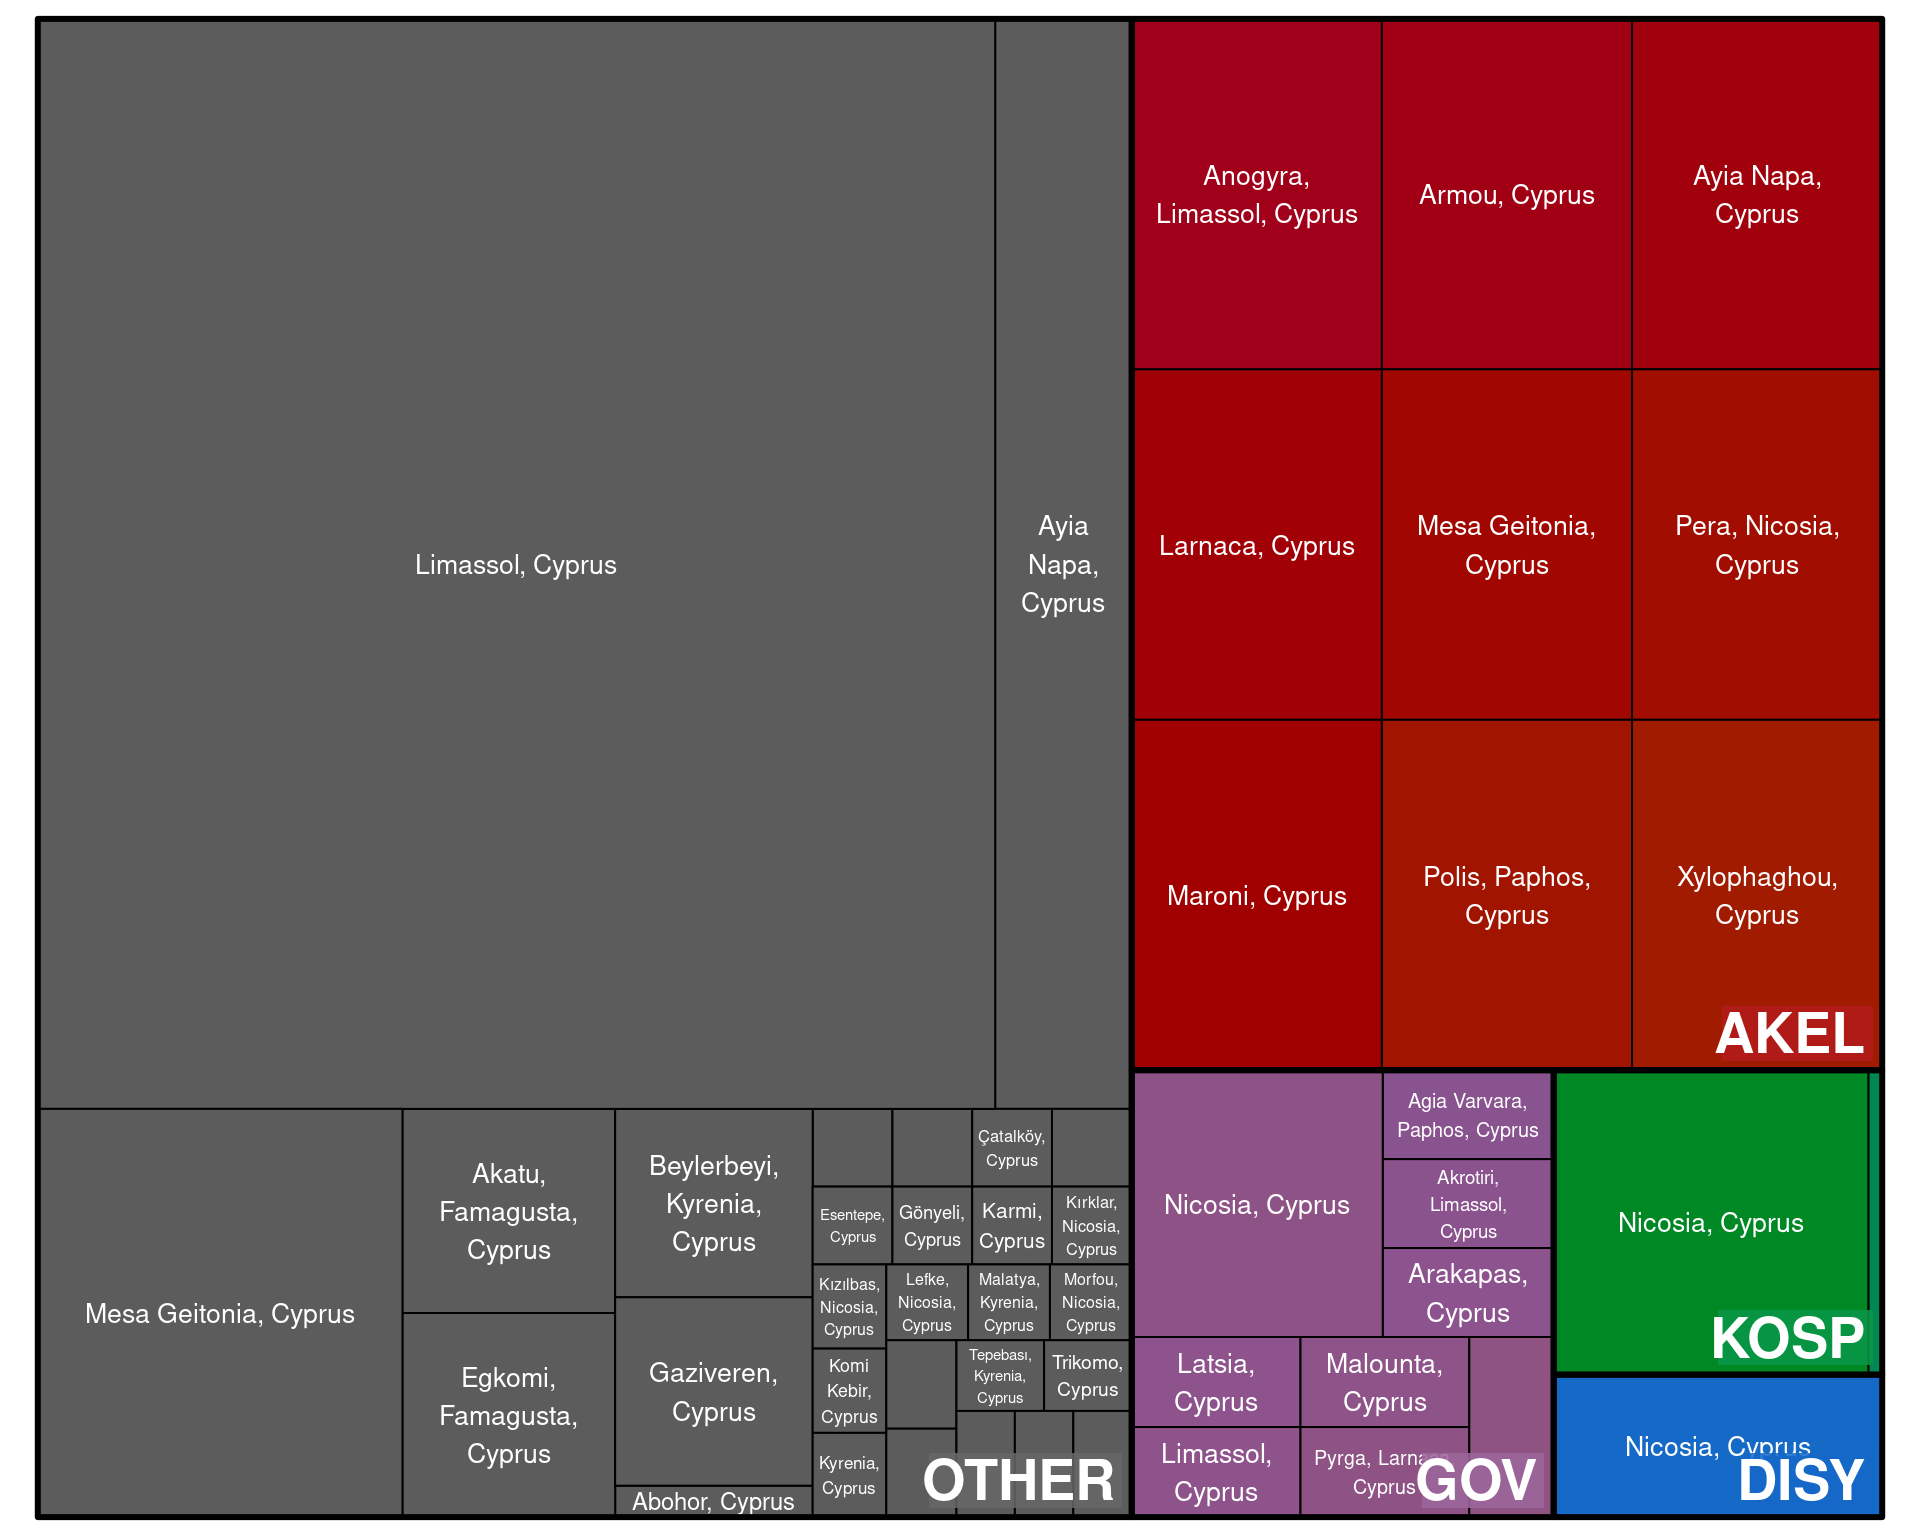 Limassol, Cyprus
Ayia
Napa,
Cyprus
Mesa Geitonia, Cyprus
Akatu,
Famagusta,
Cyprus
Egkomi,
Famagusta,
Cyprus
Beylerbeyi,
Kyrenia,
Cyprus
Gaziveren,
Cyprus
Abohor, Cyprus
Çatalköy,
Cyprus
Esentepe,
Cyprus
Gönyeli,
Cyprus
Karmi,
Cyprus
Kırklar,
Nicosia,
Cyprus
Kızılbas,
Nicosia,
Cyprus
Lefke,
Nicosia,
Cyprus
Malatya,
Kyrenia,
Cyprus
Morfou,
Nicosia,
Cyprus
Komi
Kebir,
Cyprus
Tepebası,
Kyrenia,
Cyprus
Trikomo,
Cyprus
Kyrenia,
Cyprus
OTHER
Anogyra,
Limassol, Cyprus
Armou, Cyprus
Ayia Napa,
Cyprus
Larnaca, Cyprus
Mesa Geitonia,
Cyprus
Pera, Nicosia,
Cyprus
Maroni, Cyprus
Polis, Paphos,
Cyprus
Xylophaghou,
Cyprus
AKEL
Nicosia, Cyprus
Agia Varvara,
Paphos, Cyprus
Akrotiri,
Limassol,
Cyprus
Arakapas,
Cyprus
Latsia,
Cyprus
Malounta,
Cyprus
Limassol,
Cyprus
Pyrga, Larnaca,
Cyprus
GOV
Nicosia, Cyprus
KOSP
Nicosia, Cyprus
DISY